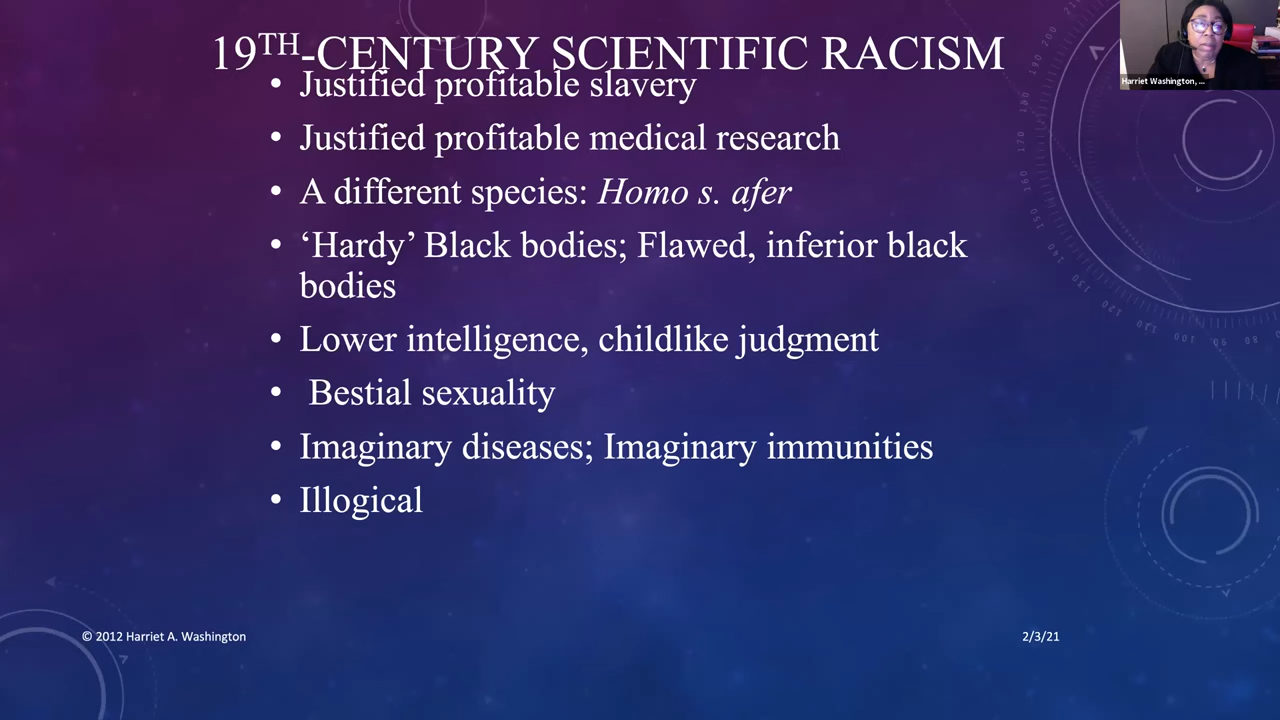 19TH-CENTURY SCIENTIFIC RACISM
Harriet Washington, ...
• Justified profitable slavery
• Justified profitable medical research
• A different species: Homo s. afer
• ‘Hardy’ Black bodies; Flawed, inferior black
bodies
• Lower intelligence, childlike judgment
• Bestial sexuality
• Imaginary diseases; Imaginary immunities
• Illogical
© 2012 Harriet A. Washington
2/3/21